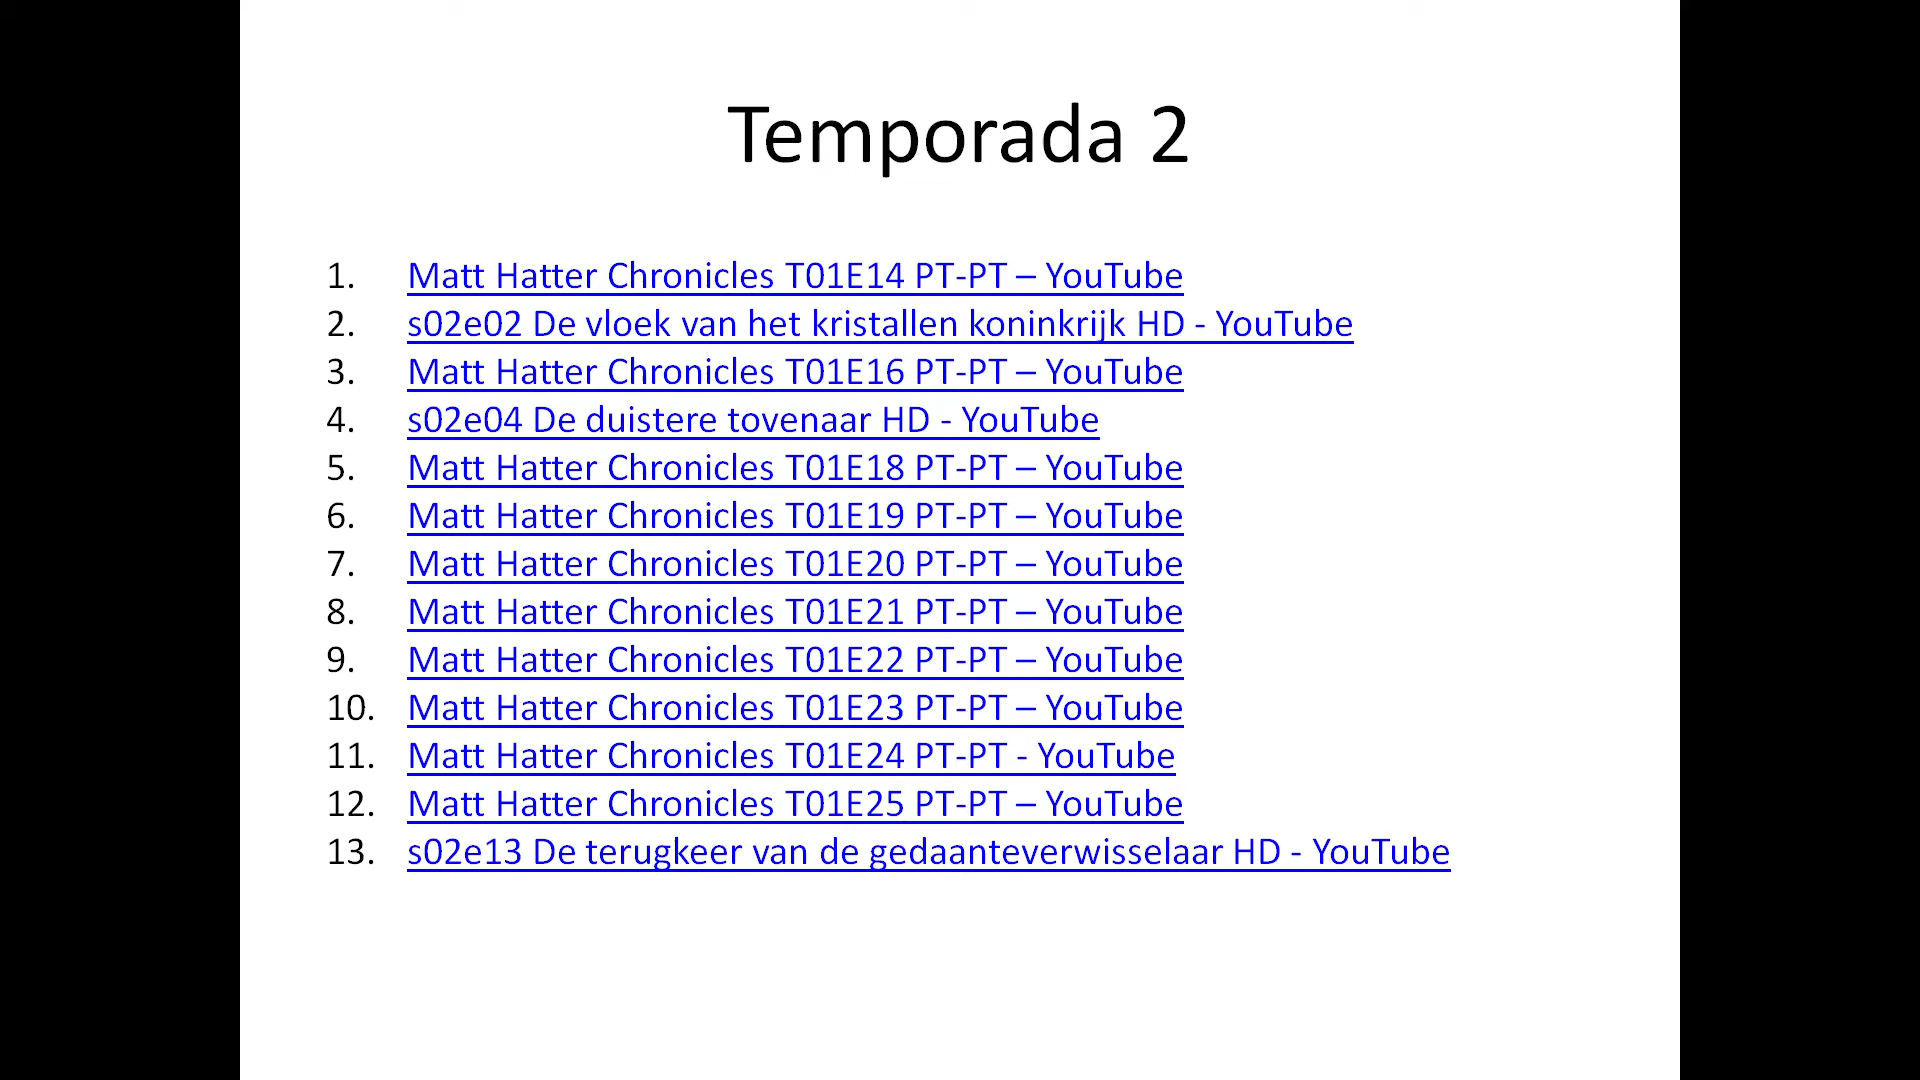 Temporada 2
1. Matt Hatter Chronicles T01E14 PT-PT – YouTube
2. s02e02 De vloek van het kristallen koninkrijk HD - YouTube
3. Matt Hatter Chronicles T01E16 PT-PT – YouTube
4. s02e04 De duistere tovenaar HD - YouTube
5. Matt Hatter Chronicles T01E18 PT-PT – YouTube
6. Matt Hatter Chronicles T01E19 PT-PT – YouTube
7. Matt Hatter Chronicles T01E20 PT-PT – YouTube
8. Matt Hatter Chronicles T01E21 PT-PT – YouTube
9. Matt Hatter Chronicles T01E22 PT-PT – YouTube
10. Matt Hatter Chronicles T01E23 PT-PT – YouTube
11. Matt Hatter Chronicles T01E24 PT-PT - YouTube
12. Matt Hatter Chronicles T01E25 PT-PT – YouTube
13. s02e13 De terugkeer van de gedaanteverwisselaar HD - YouTube